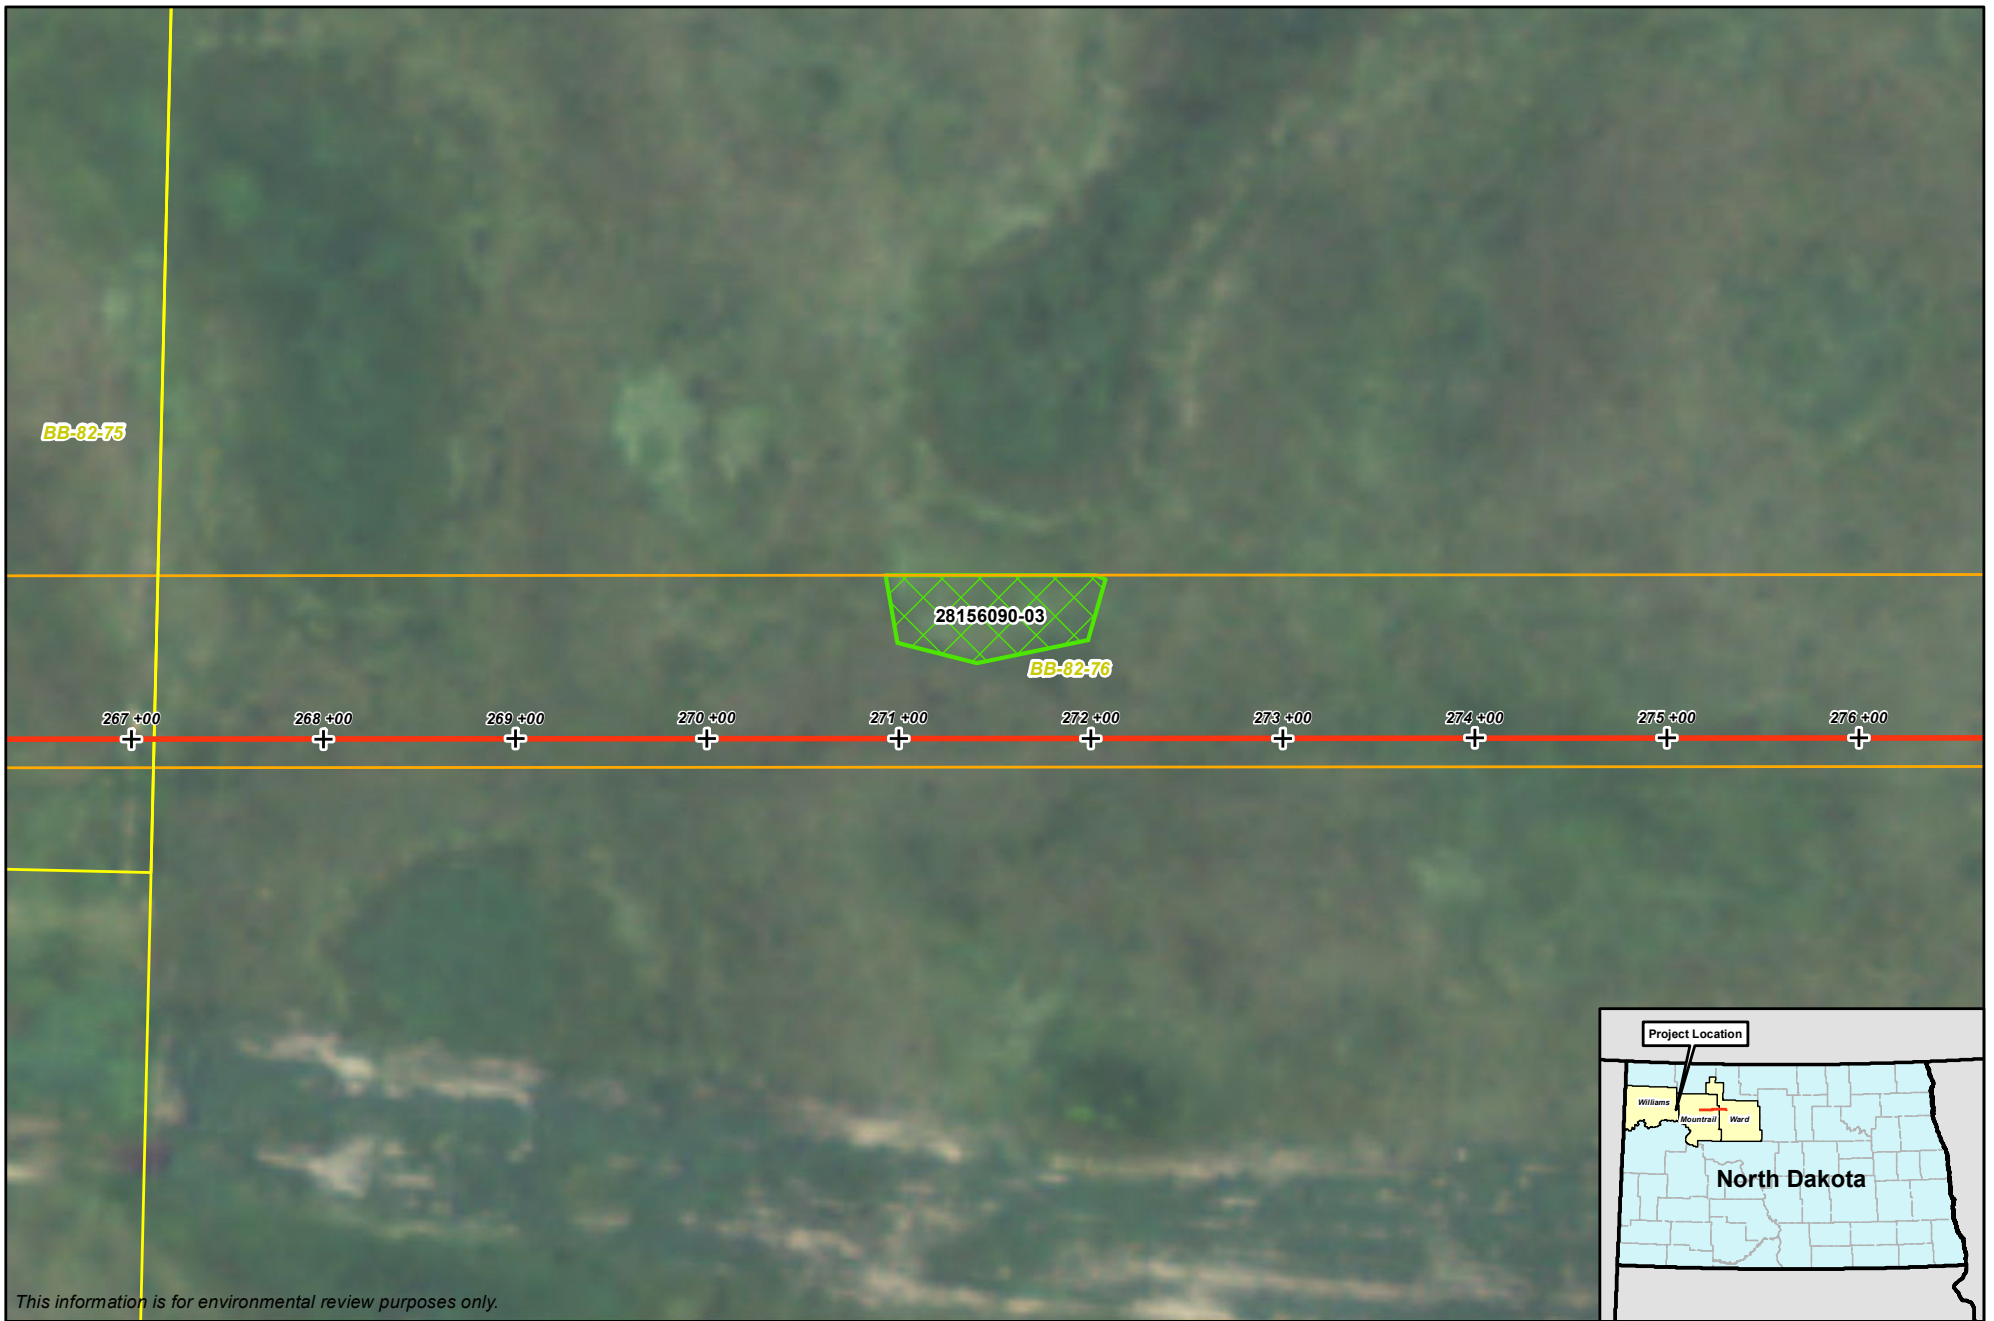 BB-82-75
28156090-03
BB-82-76
267 +00
268 +00
269 +00
270 +00
271 +00
272 +00
273 +00
274 +00
275 +00
276 +00
Project Location
Williams
Mountrail
Ward
North Dakota
This information is for environmental review purposes only.